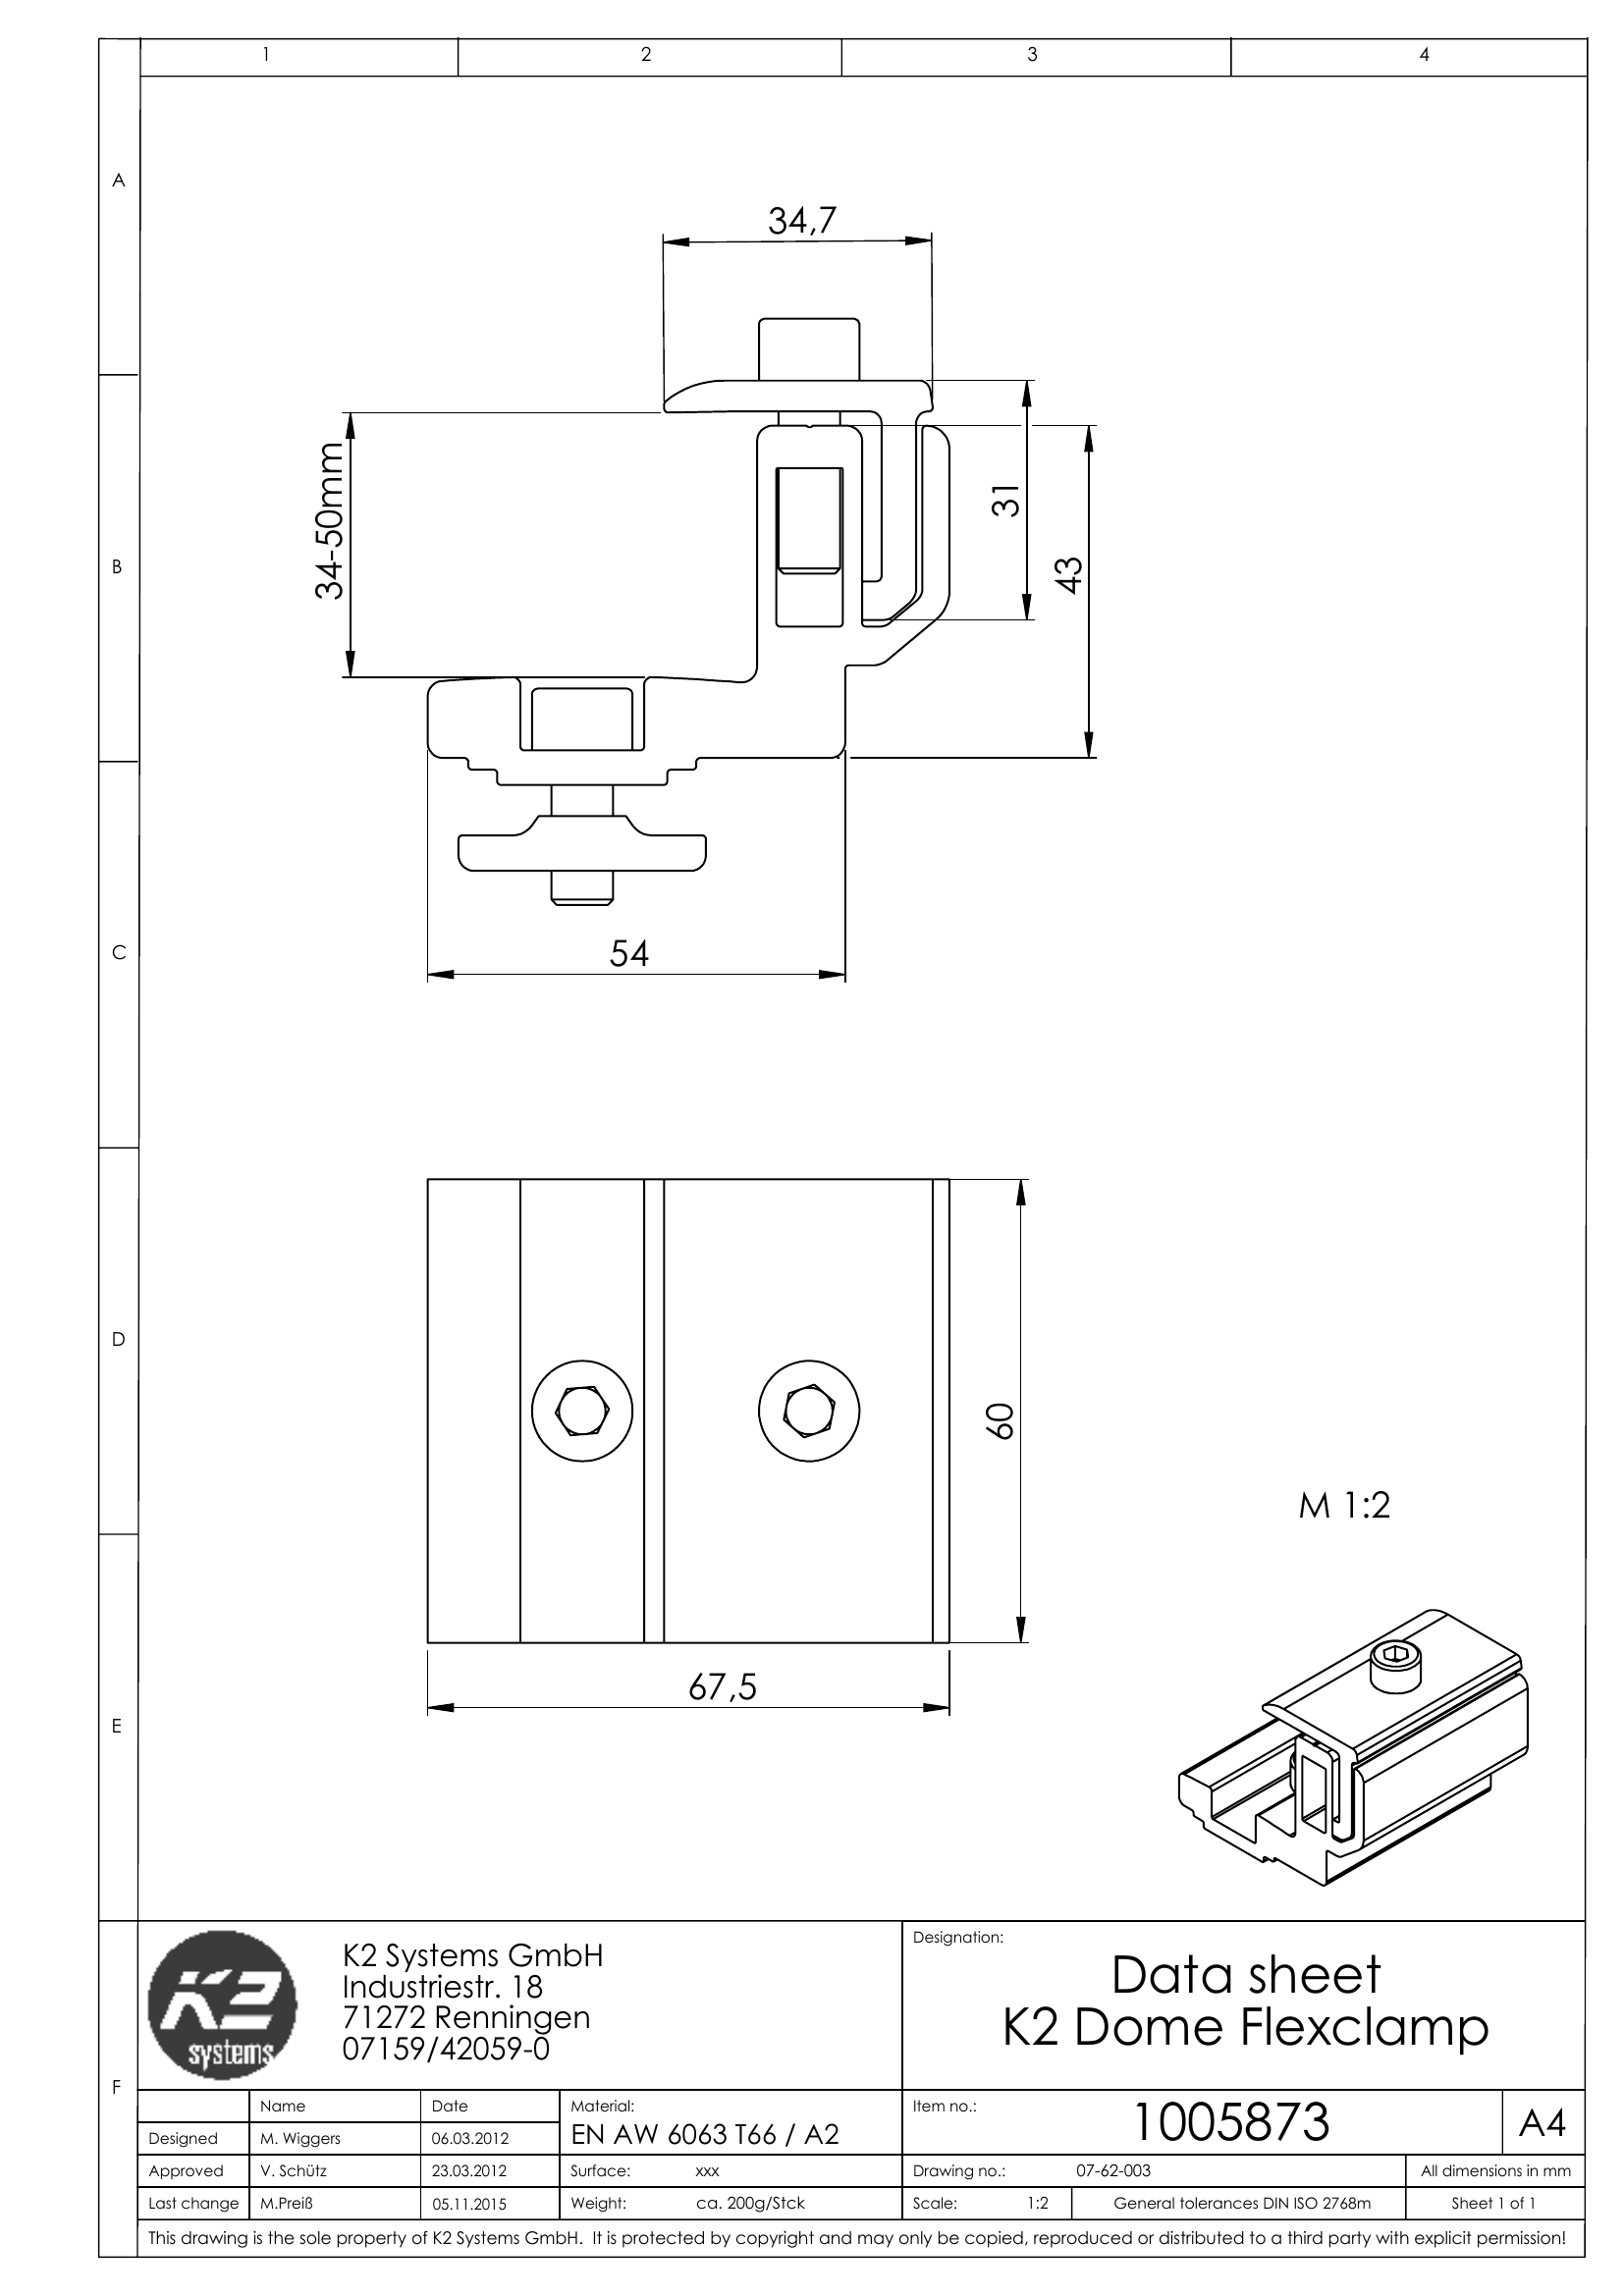 1 2 3 4
A
34,7
B
34-50mm
31
43
C
54
D
60
M 1:2
67,5
E
F
K2 systems
K2 Systems GmbH
Industriestr. 18
71272 Renningen
07159/42059-0
Designation:
Data sheet
K2 Dome Flexclamp
Name Date Material: Item no.: 1005873 A4
EN AW 6063 T66 / A2
Designed M. Wiggers 06.03.2012
Approved V. Schütz 23.03.2012 Surface: xxx Drawing no.: 07-62-003 All dimensions in mm
Last change M.Preiß 05.11.2015 Weight: ca. 200g/Stck Scale: 1:2 General tolerances DIN ISO 2768m Sheet 1 of 1
This drawing is the sole property of K2 Systems GmbH. It is protected by copyright and may only be copied, reproduced or distributed to a third party with explicit permission!